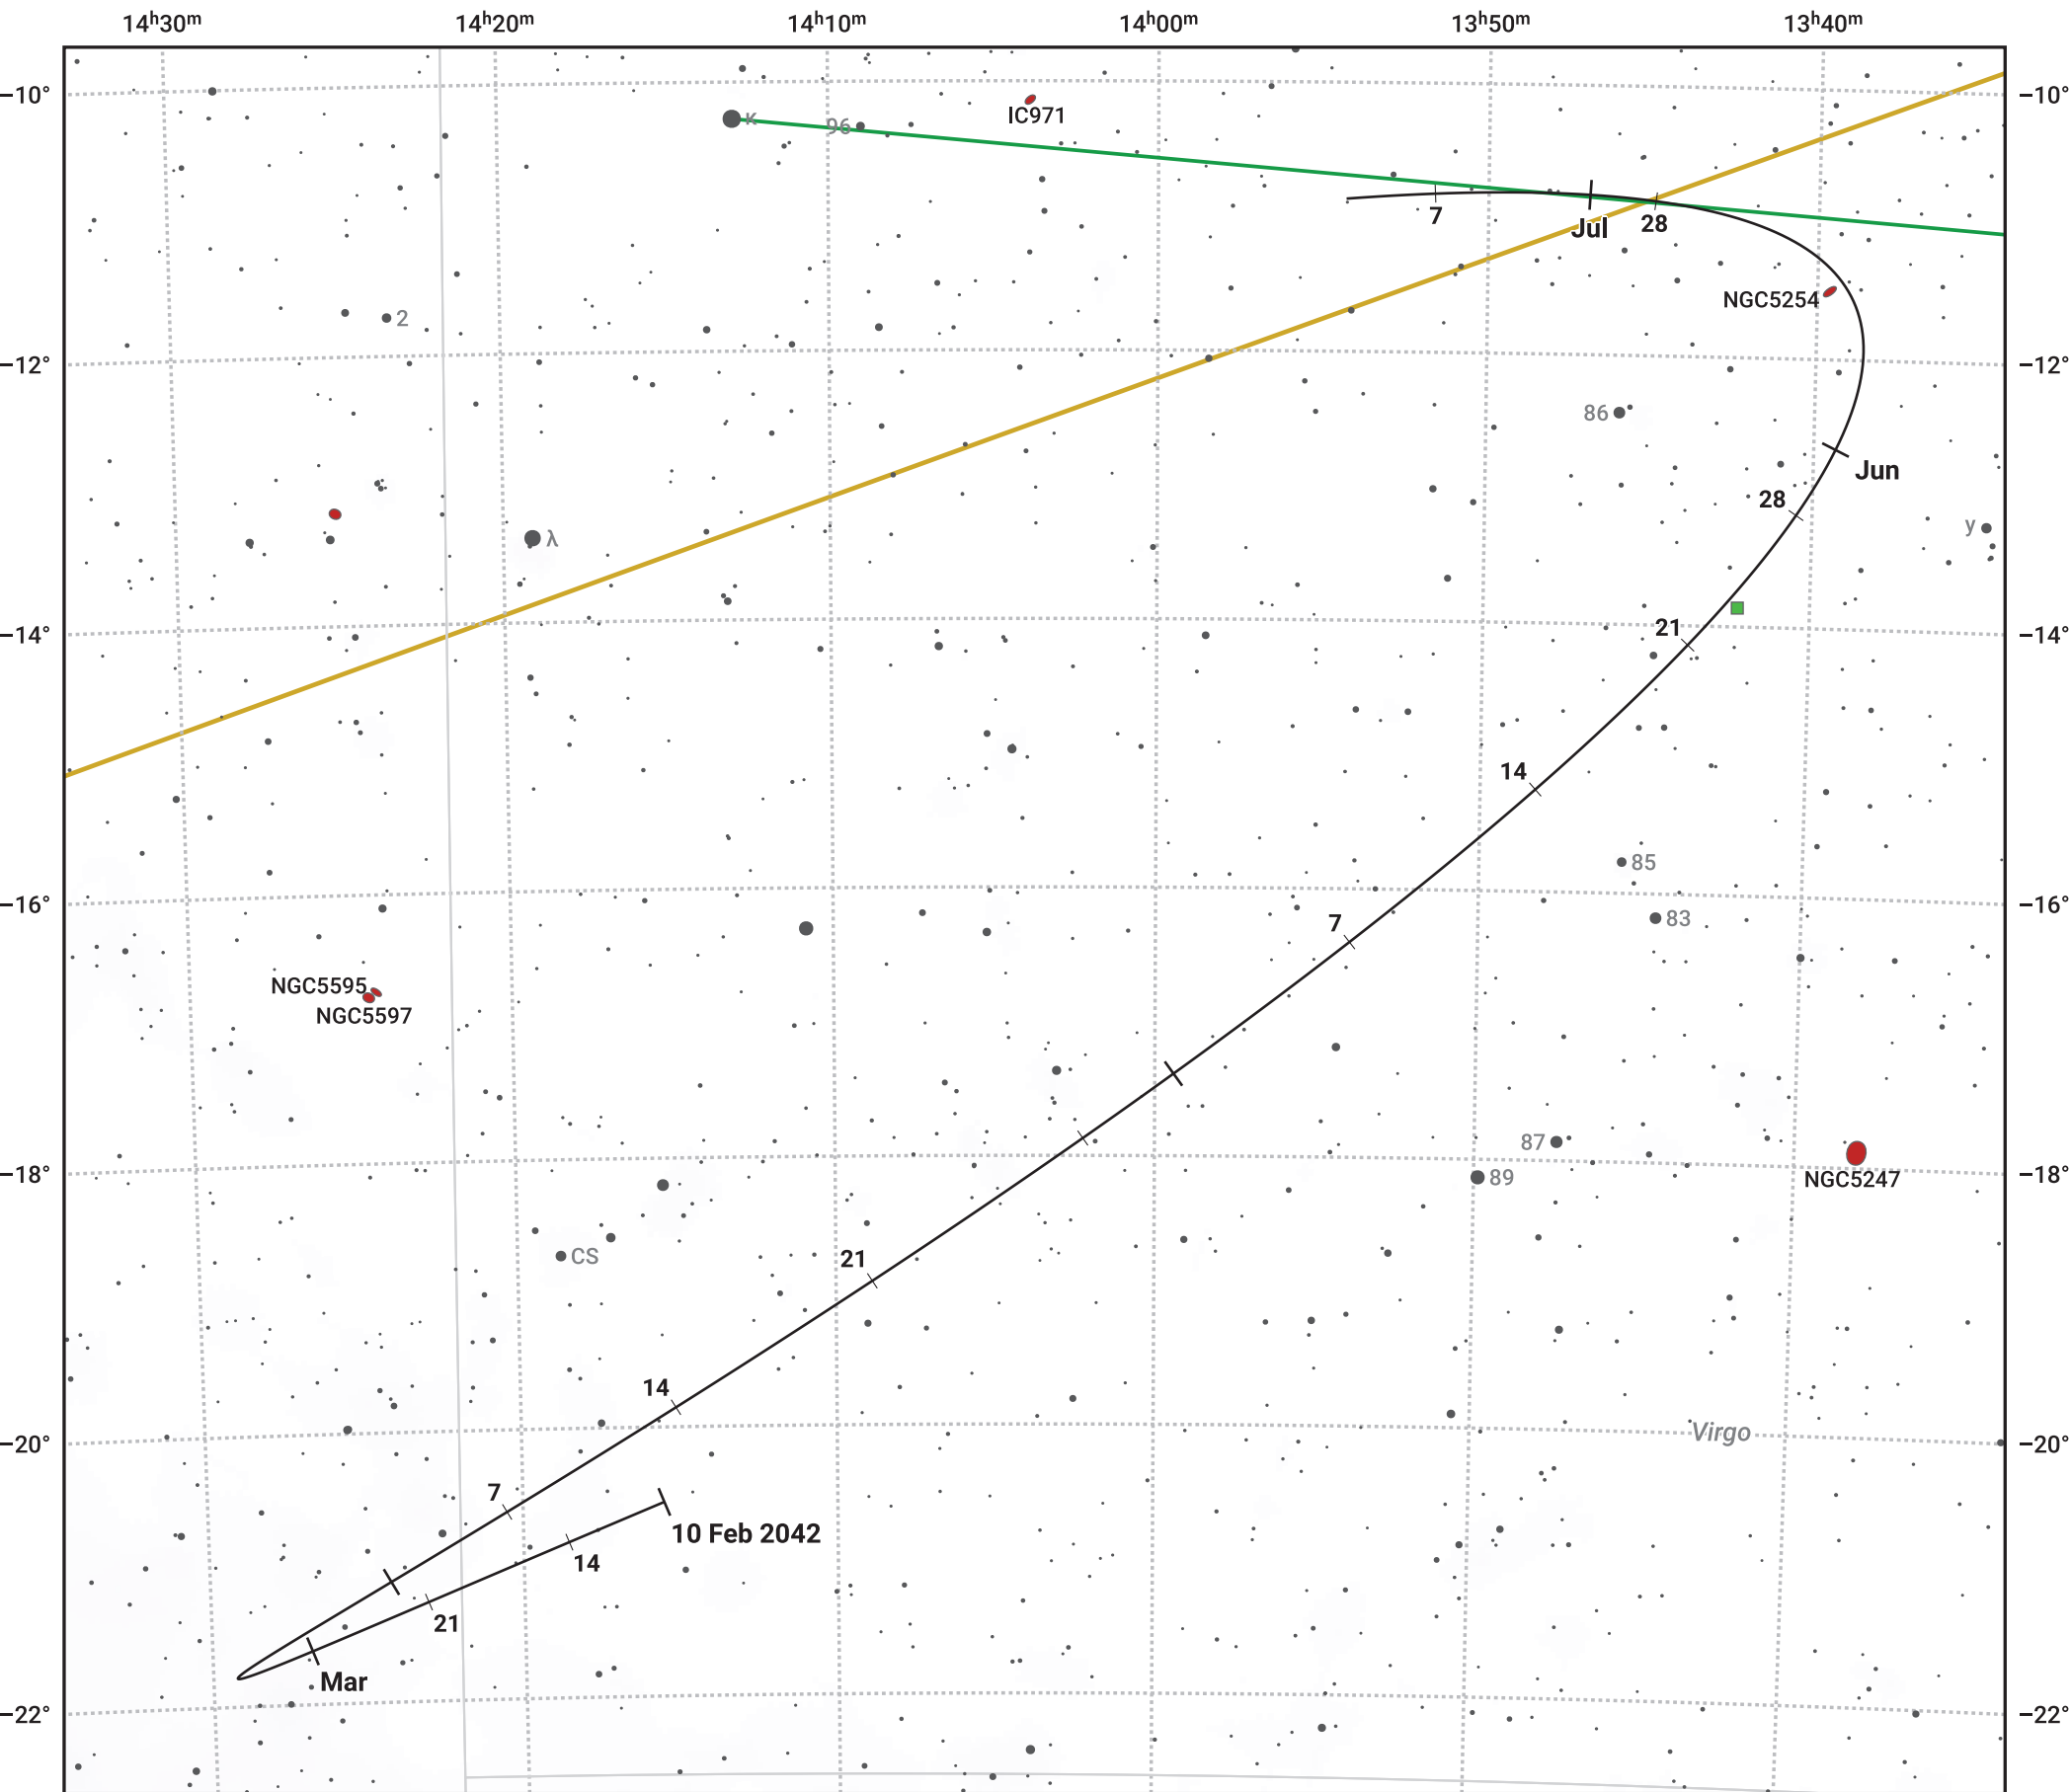 14ʰ30ᵐ 14ʰ20ᵐ 14ʰ10ᵐ 14ʰ00ᵐ 13ʰ50ᵐ 13ʰ40ᵐ
−10° −10°
IC971
κ 96
7 Jul 28
NGC5254
2
−12° −12°
86
Jun
28
λ y
21
−14° −14°
14
85
−16° −16°
83
7
NGC5595
NGC5597
87
−18° 89 NGC5247 −18°
CS
21
14
Virgo
−20° −20°
7
10 Feb 2042
14
21
Mar
−22° −22°